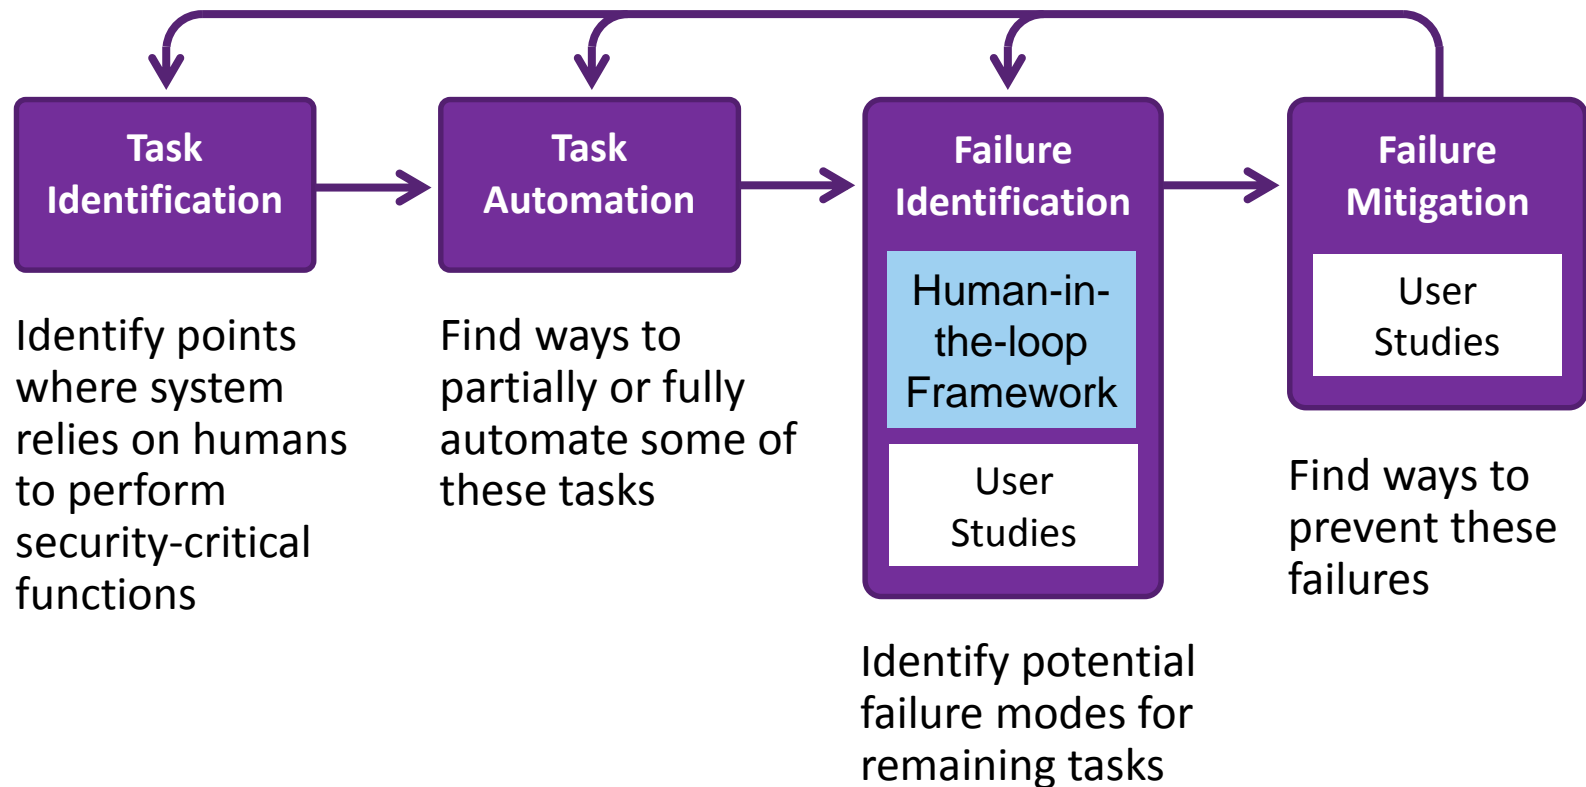 Task
Identification
Identify points
where system
relies on humans
to perform
security-critical
functions
Task
Automation
Find ways to
partially or fully
automate some of
these tasks
Failure
Identification
Human-in-
the-loop
Framework
User
Studies
Identify potential
failure modes for
remaining tasks
Failure
Mitigation
User
Studies
Find ways to
prevent these
failures